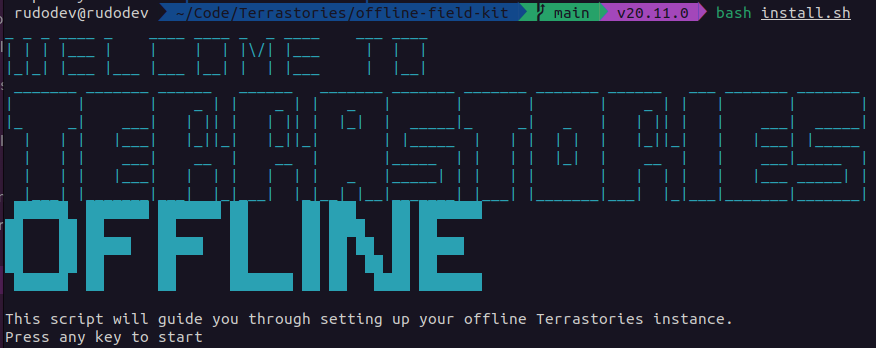 rudodev@rudodev ~/Code/Terrastories/offline-field-kit main v20.11.0 bash install.sh
WELCOME TO
TERRASTORIES
OFFLINE
This script will guide you through setting up your offline Terrastories instance.
Press any key to start